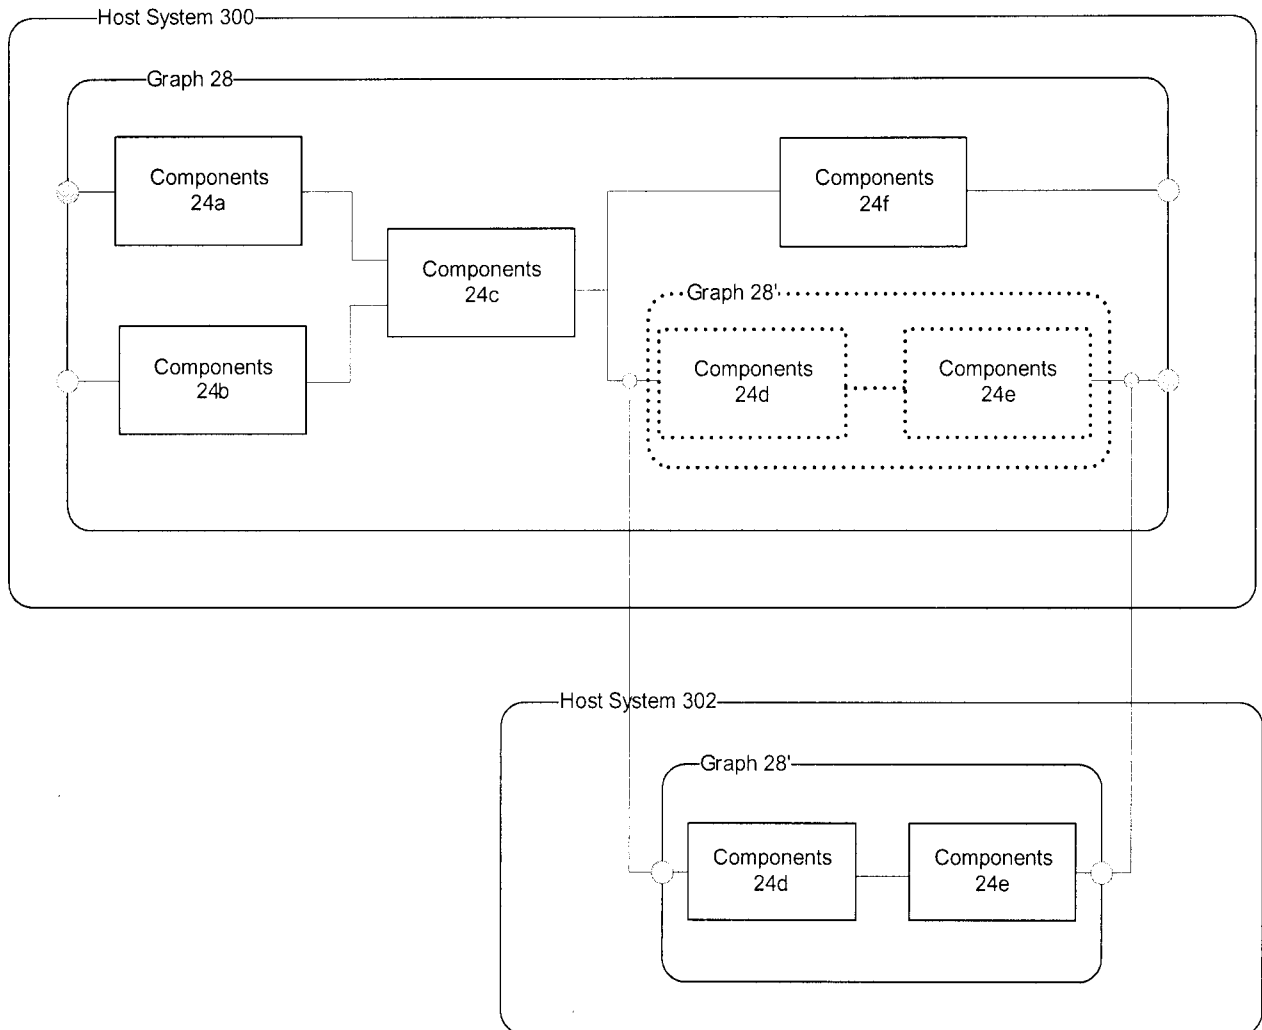 Host System 300
Graph 28
Components
24a
Components
24f
Components
24c
Graph 28'
Components
24b
Components
24d
Components
24e
Host System 302
Graph 28'
Components
24d
Components
24e